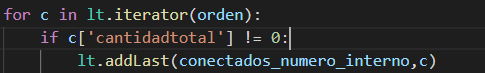 for c in lt.iterator(orden):
    if c['cantidadtotal'] != 0:
        lt.addLast(conectados_numero_interno,c)